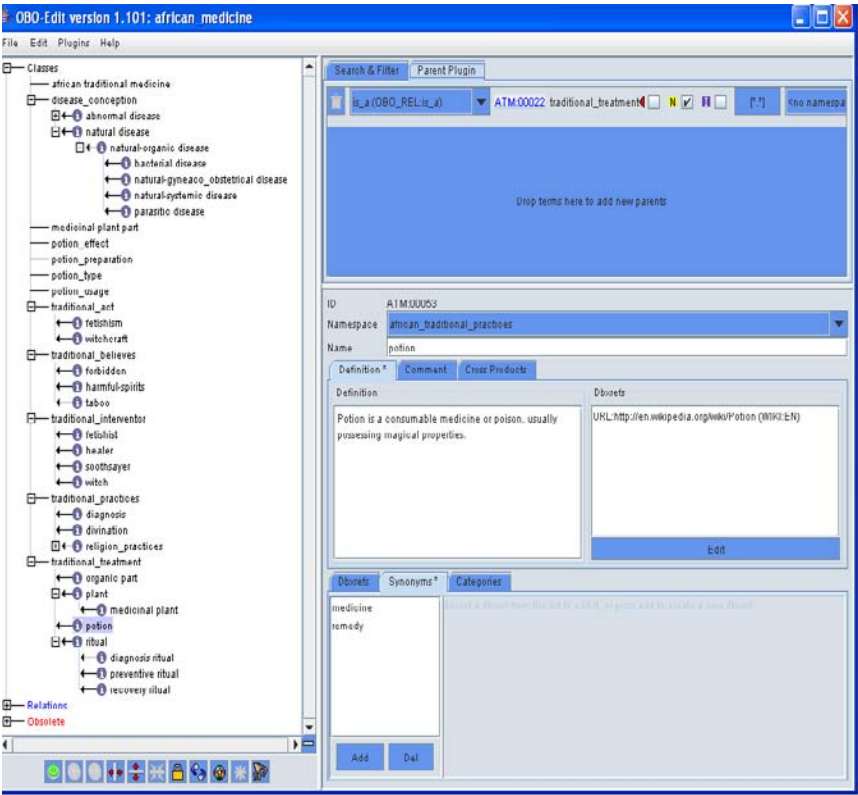 OBO-Edit version 1.101: african_medicine
File Edit Plugins Help
Classes
african traditional medicine
disease_conception
abnormal disease
natural disease
natural-organic disease
bacterial disease
natural-gyneaco_obstetrical disease
natural-systemic disease
parasitic disease
medicinal plant part
potion_effect
potion_preparation
potion_type
potion_usage
traditional_act
fetishism
witchcraft
traditional_believes
forbidden
harmful-spirits
taboo
traditional_interventor
fetishist
healer
soothsayer
witch
traditional_practices
diagnosis
divination
religion_practices
traditional_treatment
organic part
plant
medicinal plant
potion
ritual
diagnosis ritual
preventive ritual
recovery ritual
Relations
Obsolete
Search & Filter Parent Plugin
is_a (OBO_REL:is_a) ATM:00022 traditional_treatment N [*.*] <no namespa
Drop terms here to add new parents
ID ATM:00053
Namespace african_traditional_practices
Name potion
Definition * Comment Cross Products
Definition
Potion is a consumable medicine or poison. usually
possessing magical properties.
Dbxrefs
URL:http://en.wikipedia.org/wiki/Potion (WIKI:EN)
Edit
Dbxrefs Synonyms * Categories
medicine
remedy
Add Del